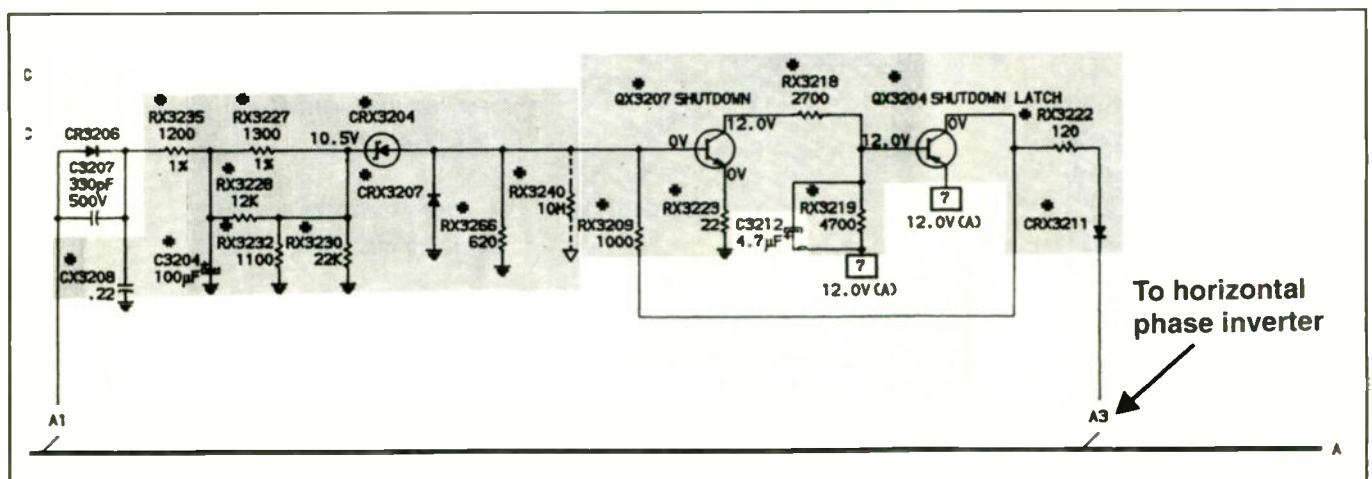 C
C
CR3206
C3207
330pF
500V
CX3208
.22
RX3235
1200
1%
RX3227
1300
1%
RX3228
12K
RX3232
1100
RX3230
22K
C3204
100μF
10.5V
CRX3204
CRX3207
RX3266
620
RX3240
10M
RX3209
1000
QX3207 SHUTDOWN
0V
12.0V
0V
RX3223
22
RX3218
2700
C3212
4.7μF
RX3219
4700
7
12.0V(A)
12.0V
QX3204 SHUTDOWN LATCH
0V
7
12.0V(A)
RX3222
120
CRX3211
To horizontal
phase inverter
A1
A3
A